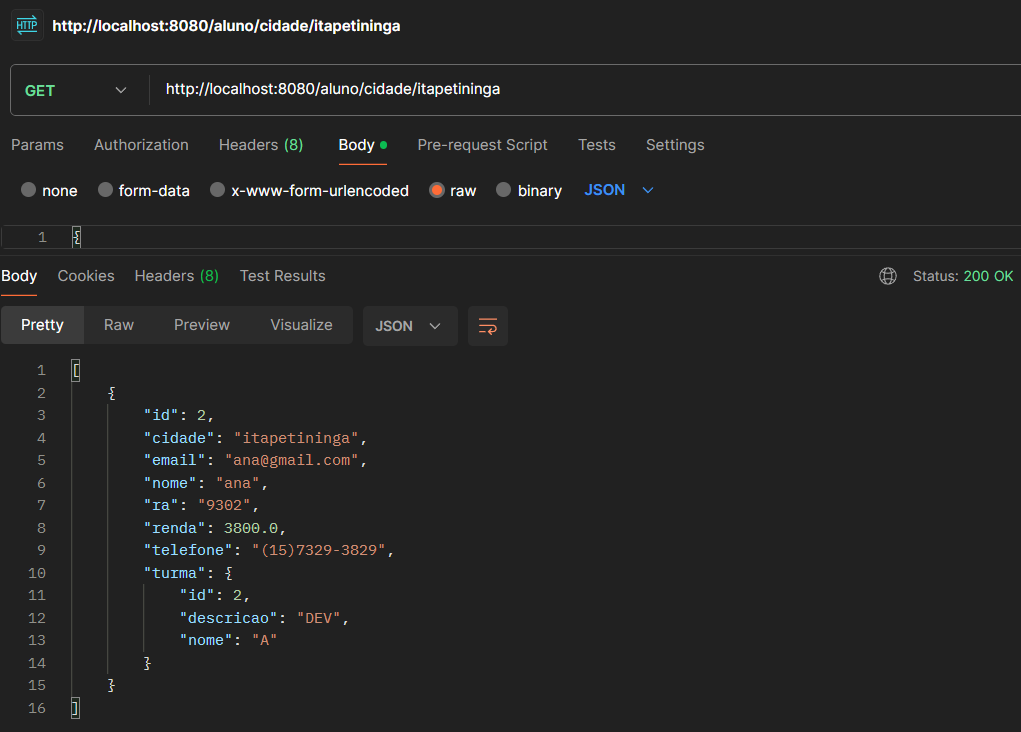 HTTP http://localhost:8080/aluno/cidade/itapetininga
GET http://localhost:8080/aluno/cidade/itapetininga
Params Authorization Headers (8) Body Pre-request Script Tests Settings
none form-data x-www-form-urlencoded raw binary JSON
1 {
Body Cookies Headers (8) Test Results Status: 200 OK
Pretty Raw Preview Visualize JSON
1 [
2 {
3 "id": 2,
4 "cidade": "itapetininga",
5 "email": "ana@gmail.com",
6 "nome": "ana",
7 "ra": "9302",
8 "renda": 3800.0,
9 "telefone": "(15)7329-3829",
10 "turma": {
11 "id": 2,
12 "descricao": "DEV",
13 "nome": "A"
14 }
15 }
16 ]